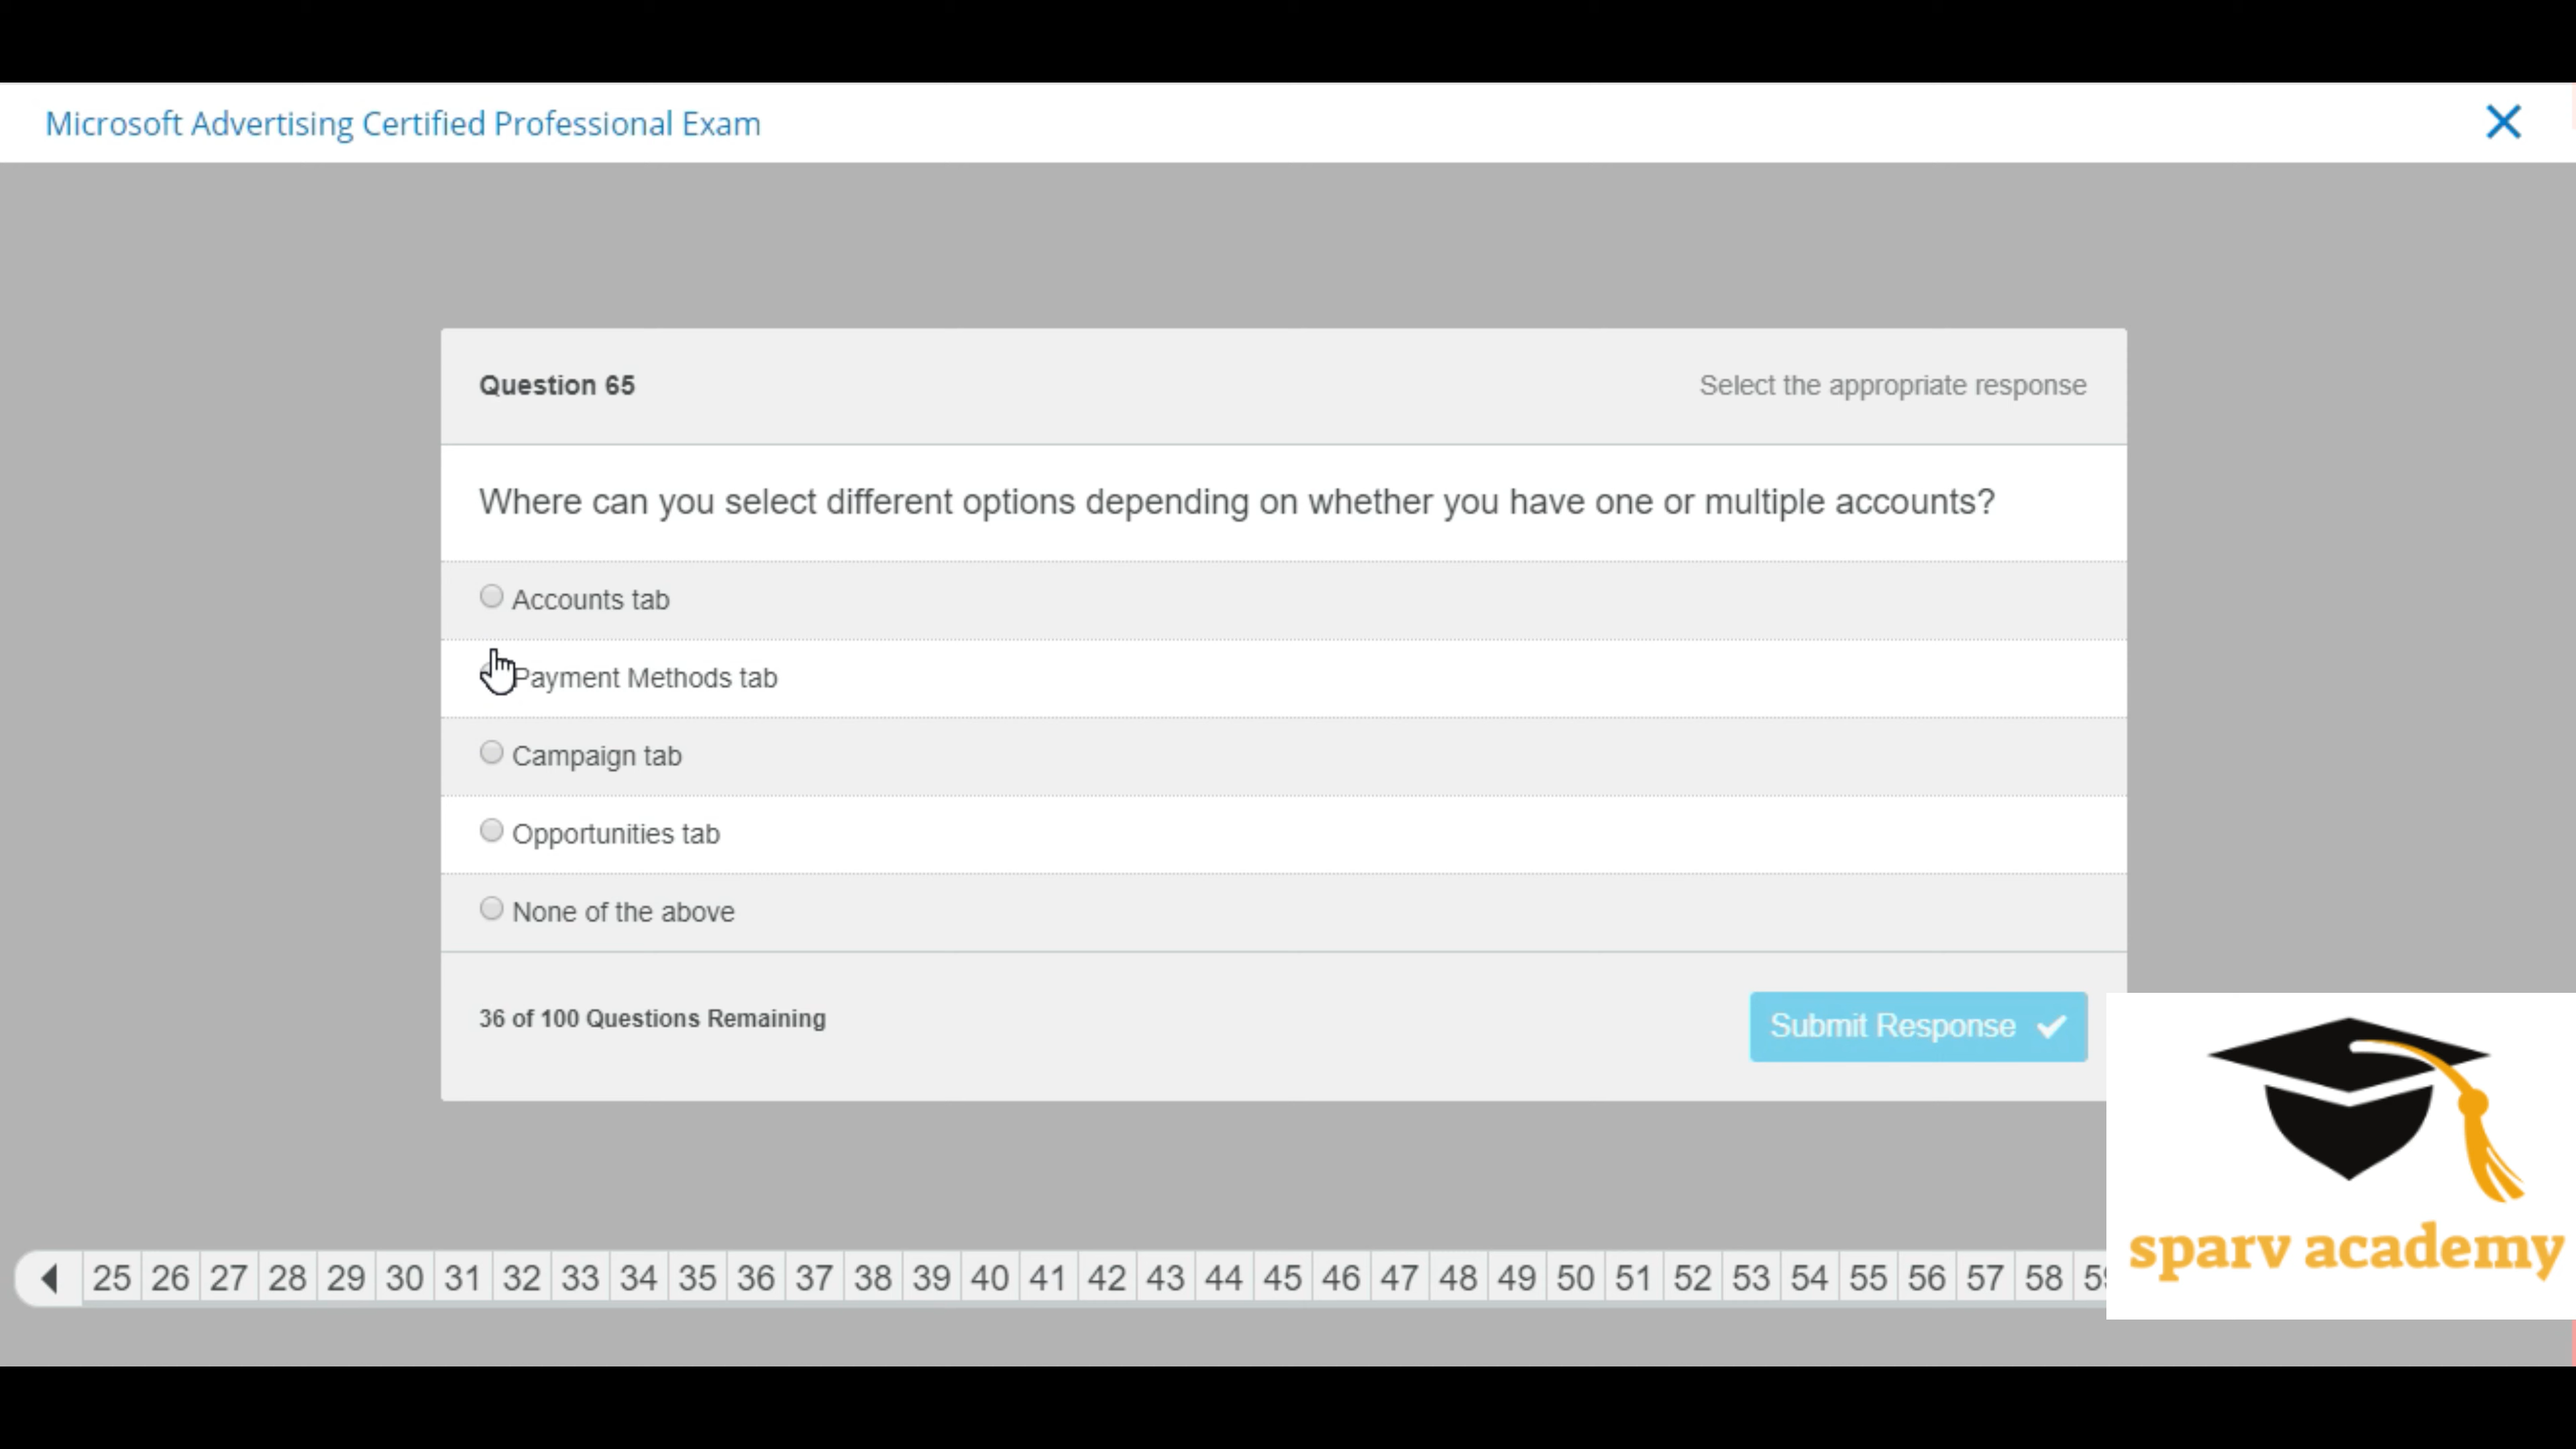 Microsoft Advertising Certified Professional Exam
Question 65
Select the appropriate response
Where can you select different options depending on whether you have one or multiple accounts?
Accounts tab
Payment Methods tab
Campaign tab
Opportunities tab
None of the above
36 of 100 Questions Remaining
Submit Response
sparv academy
25 26 27 28 29 30 31 32 33 34 35 36 37 38 39 40 41 42 43 44 45 46 47 48 49 50 51 52 53 54 55 56 57 58